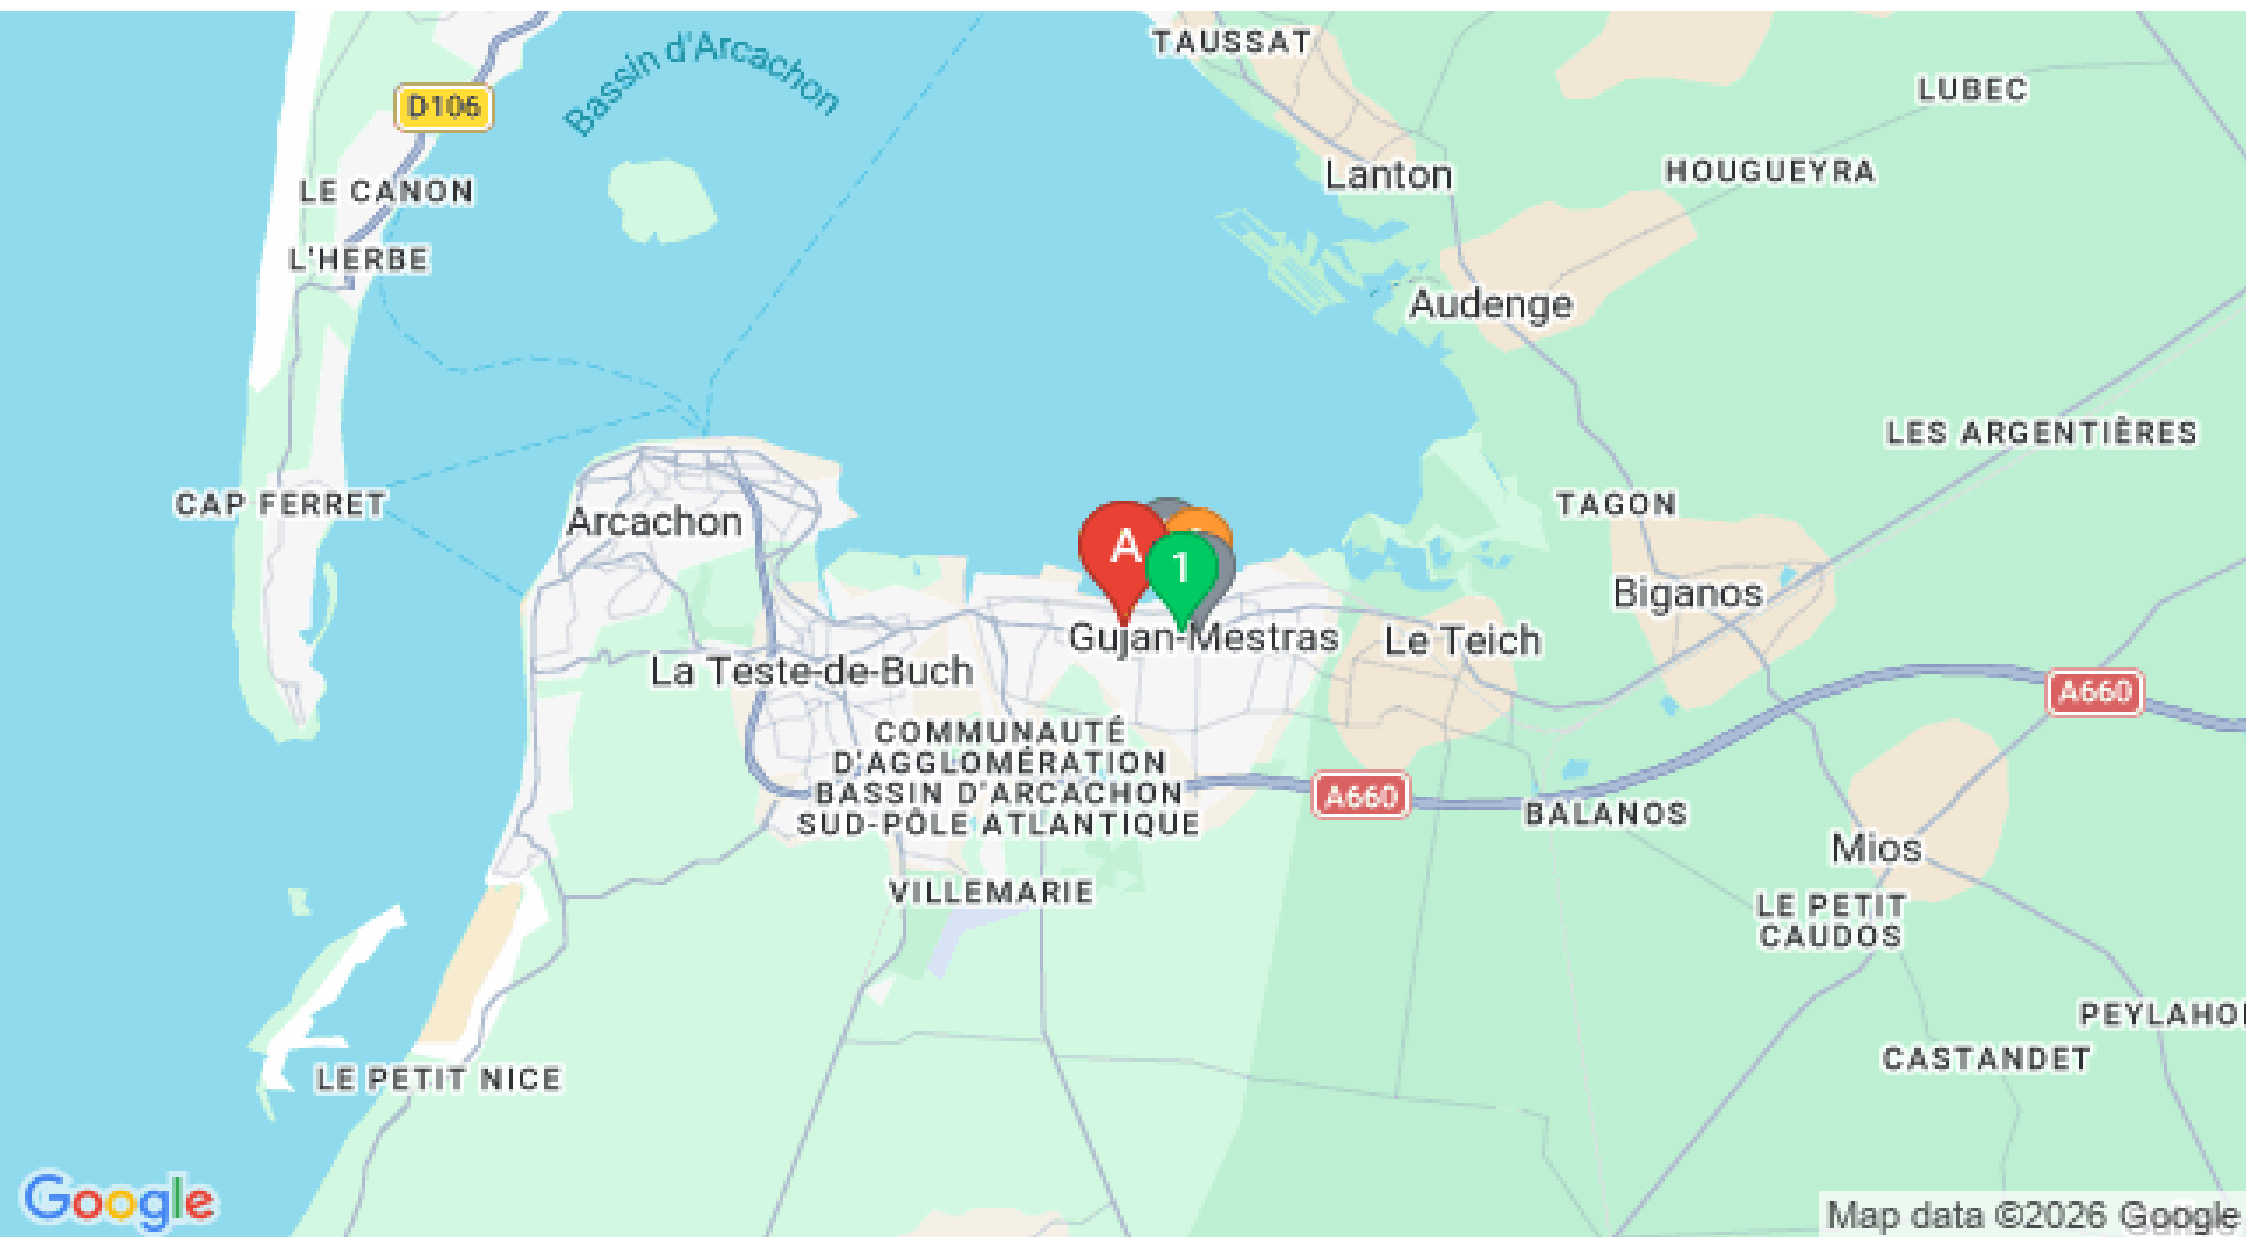 TAUSSAT
Bassin d'Arcachon
LUBEC
D106
Lanton
HOUGUEYRA
LE CANON
L'HERBE
Audenge
LES ARGENTIÈRES
CAP FERRET
TAGON
Arcachon
A
1
Biganos
Gujan-Mestras
Le Teich
La Teste-de-Buch
A660
COMMUNAUTÉ
D'AGGLOMÉRATION
BASSIN D'ARCACHON
SUD-PÔLE ATLANTIQUE
A660
BALANOS
Mios
VILLEMARIE
LE PETIT
CAUDOS
PEYLAHO
CASTANDET
LE PETIT NICE
Google
Map data ©2026 Google